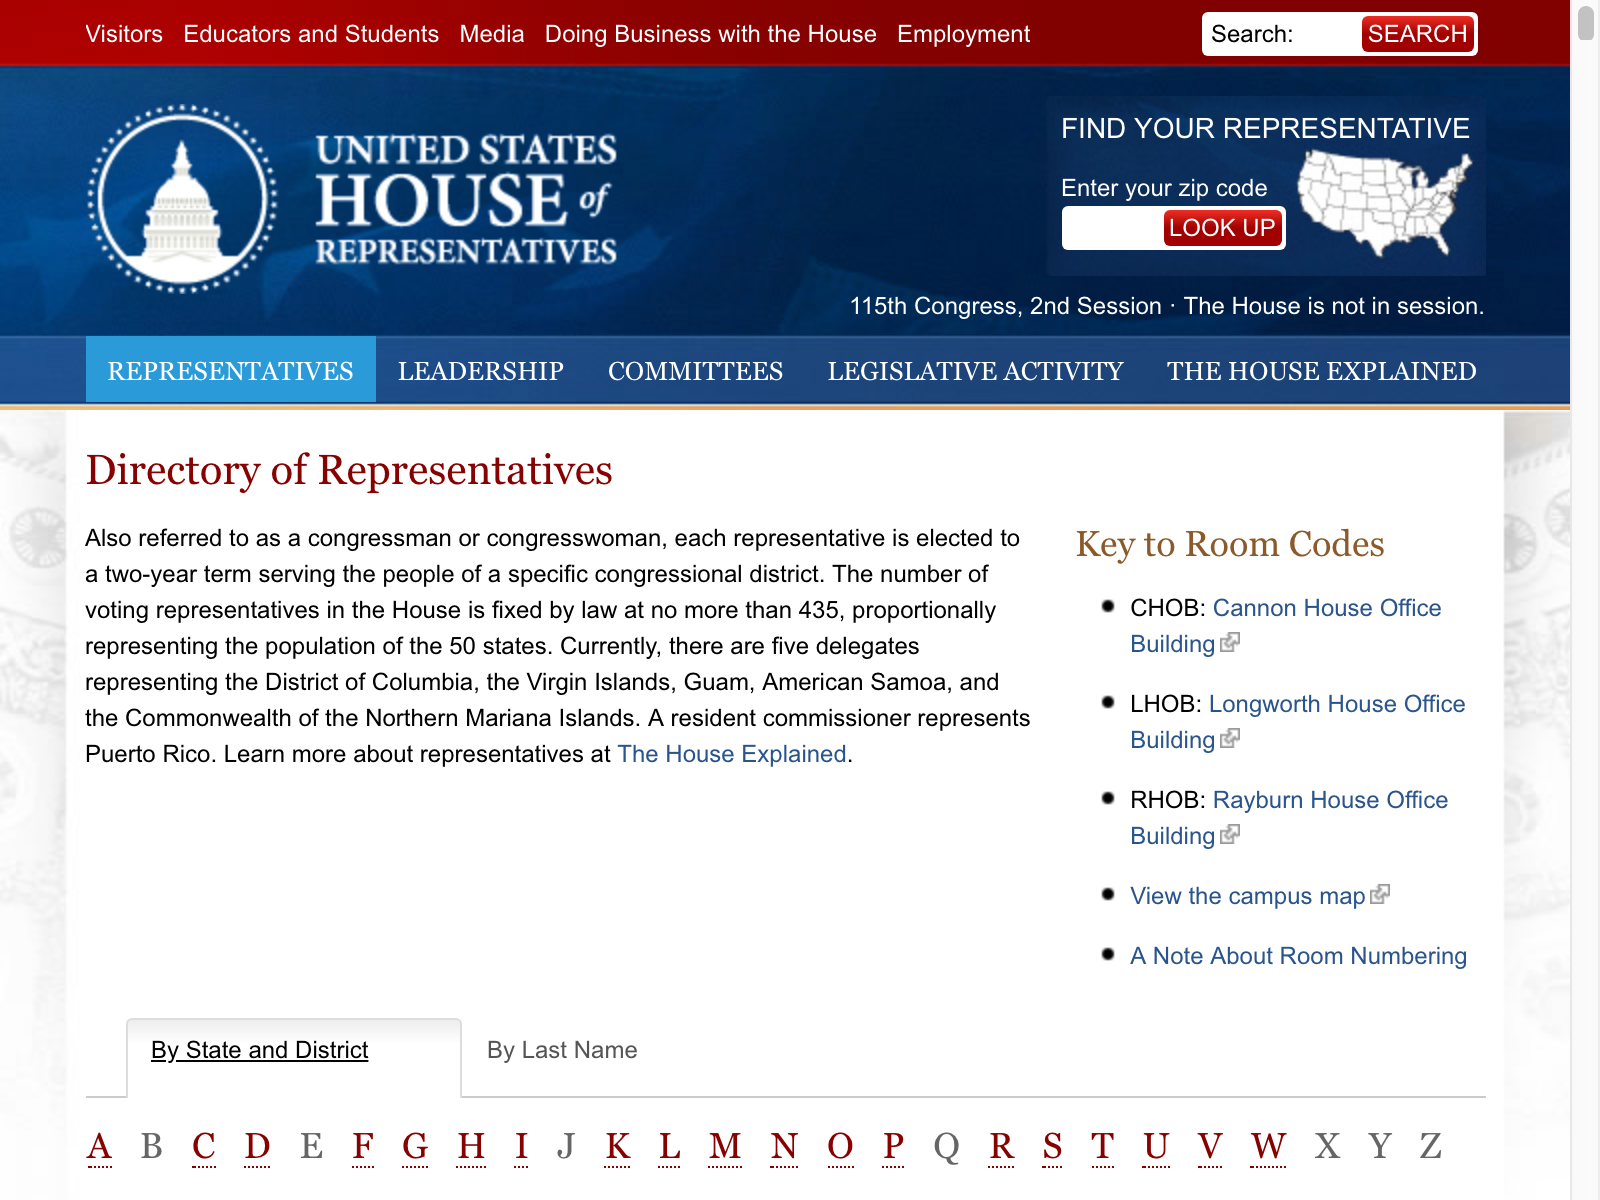 Visitors Educators and Students Media Doing Business with the House Employment
Search: SEARCH
UNITED STATES
HOUSE of
REPRESENTATIVES
FIND YOUR REPRESENTATIVE
Enter your zip code
LOOK UP
115th Congress, 2nd Session · The House is not in session.
REPRESENTATIVES LEADERSHIP COMMITTEES LEGISLATIVE ACTIVITY THE HOUSE EXPLAINED
Directory of Representatives
Also referred to as a congressman or congresswoman, each representative is elected to
a two-year term serving the people of a specific congressional district. The number of
voting representatives in the House is fixed by law at no more than 435, proportionally
representing the population of the 50 states. Currently, there are five delegates
representing the District of Columbia, the Virgin Islands, Guam, American Samoa, and
the Commonwealth of the Northern Mariana Islands. A resident commissioner represents
Puerto Rico. Learn more about representatives at The House Explained.
Key to Room Codes
CHOB: Cannon House Office
Building
LHOB: Longworth House Office
Building
RHOB: Rayburn House Office
Building
View the campus map
A Note About Room Numbering
By State and District By Last Name
A B C D E F G H I J K L M N O P Q R S T U V W X Y Z